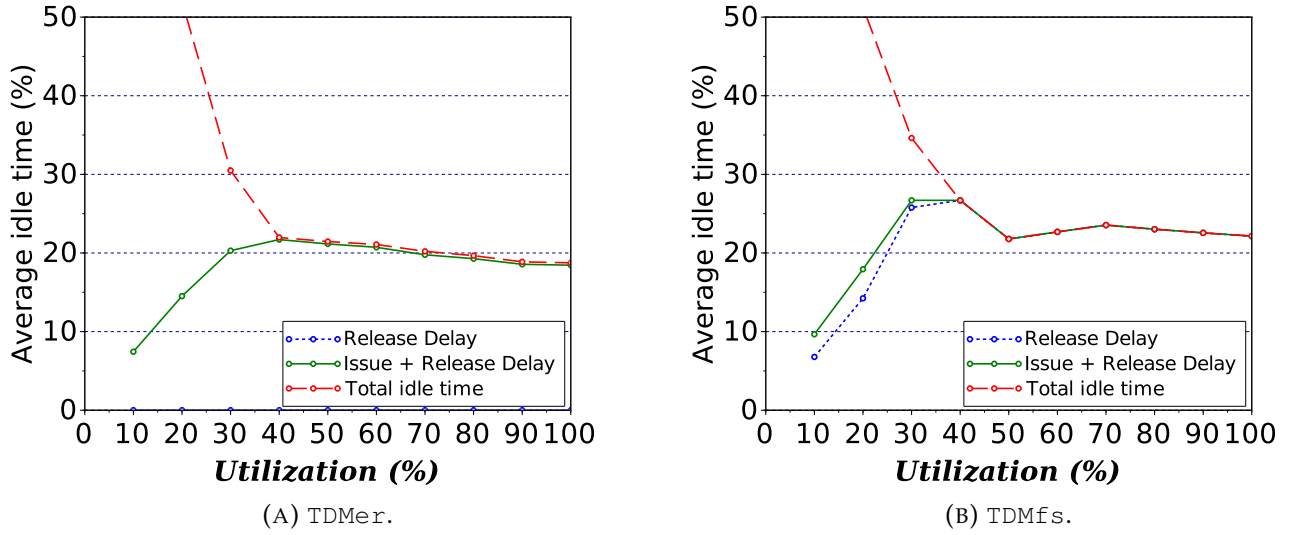 50
40
30
20
10
0
Average idle time (%)
Release Delay
Issue + Release Delay
Total idle time
0 10 20 30 40 50 60 70 80 90 100
Utilization (%)
(A) TDMer.
50
40
30
20
10
0
Average idle time (%)
Release Delay
Issue + Release Delay
Total idle time
0 10 20 30 40 50 60 70 80 90 100
Utilization (%)
(B) TDMfs.